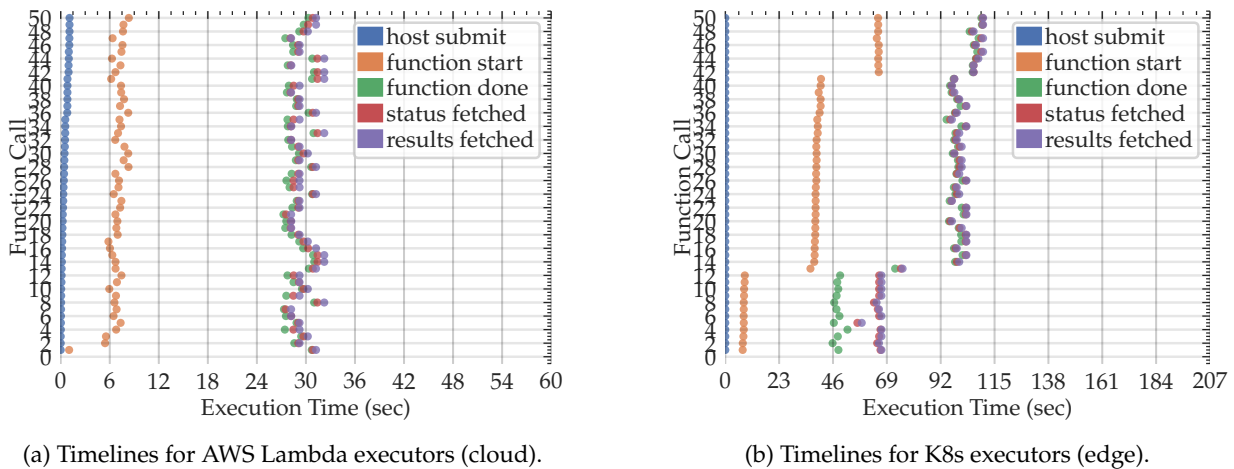 Function Call
50
48
46
44
42
40
38
36
34
32
30
28
26
24
22
20
18
16
14
12
10
8
6
4
2
0
host submit
function start
function done
status fetched
results fetched
0 6 12 18 24 30 36 42 48 54 60
Execution Time (sec)
(a) Timelines for AWS Lambda executors (cloud).
Function Call
50
48
46
44
42
40
38
36
34
32
30
28
26
24
22
20
18
16
14
12
10
8
6
4
2
0
host submit
function start
function done
status fetched
results fetched
0 23 46 69 92 115 138 161 184 207
Execution Time (sec)
(b) Timelines for K8s executors (edge).